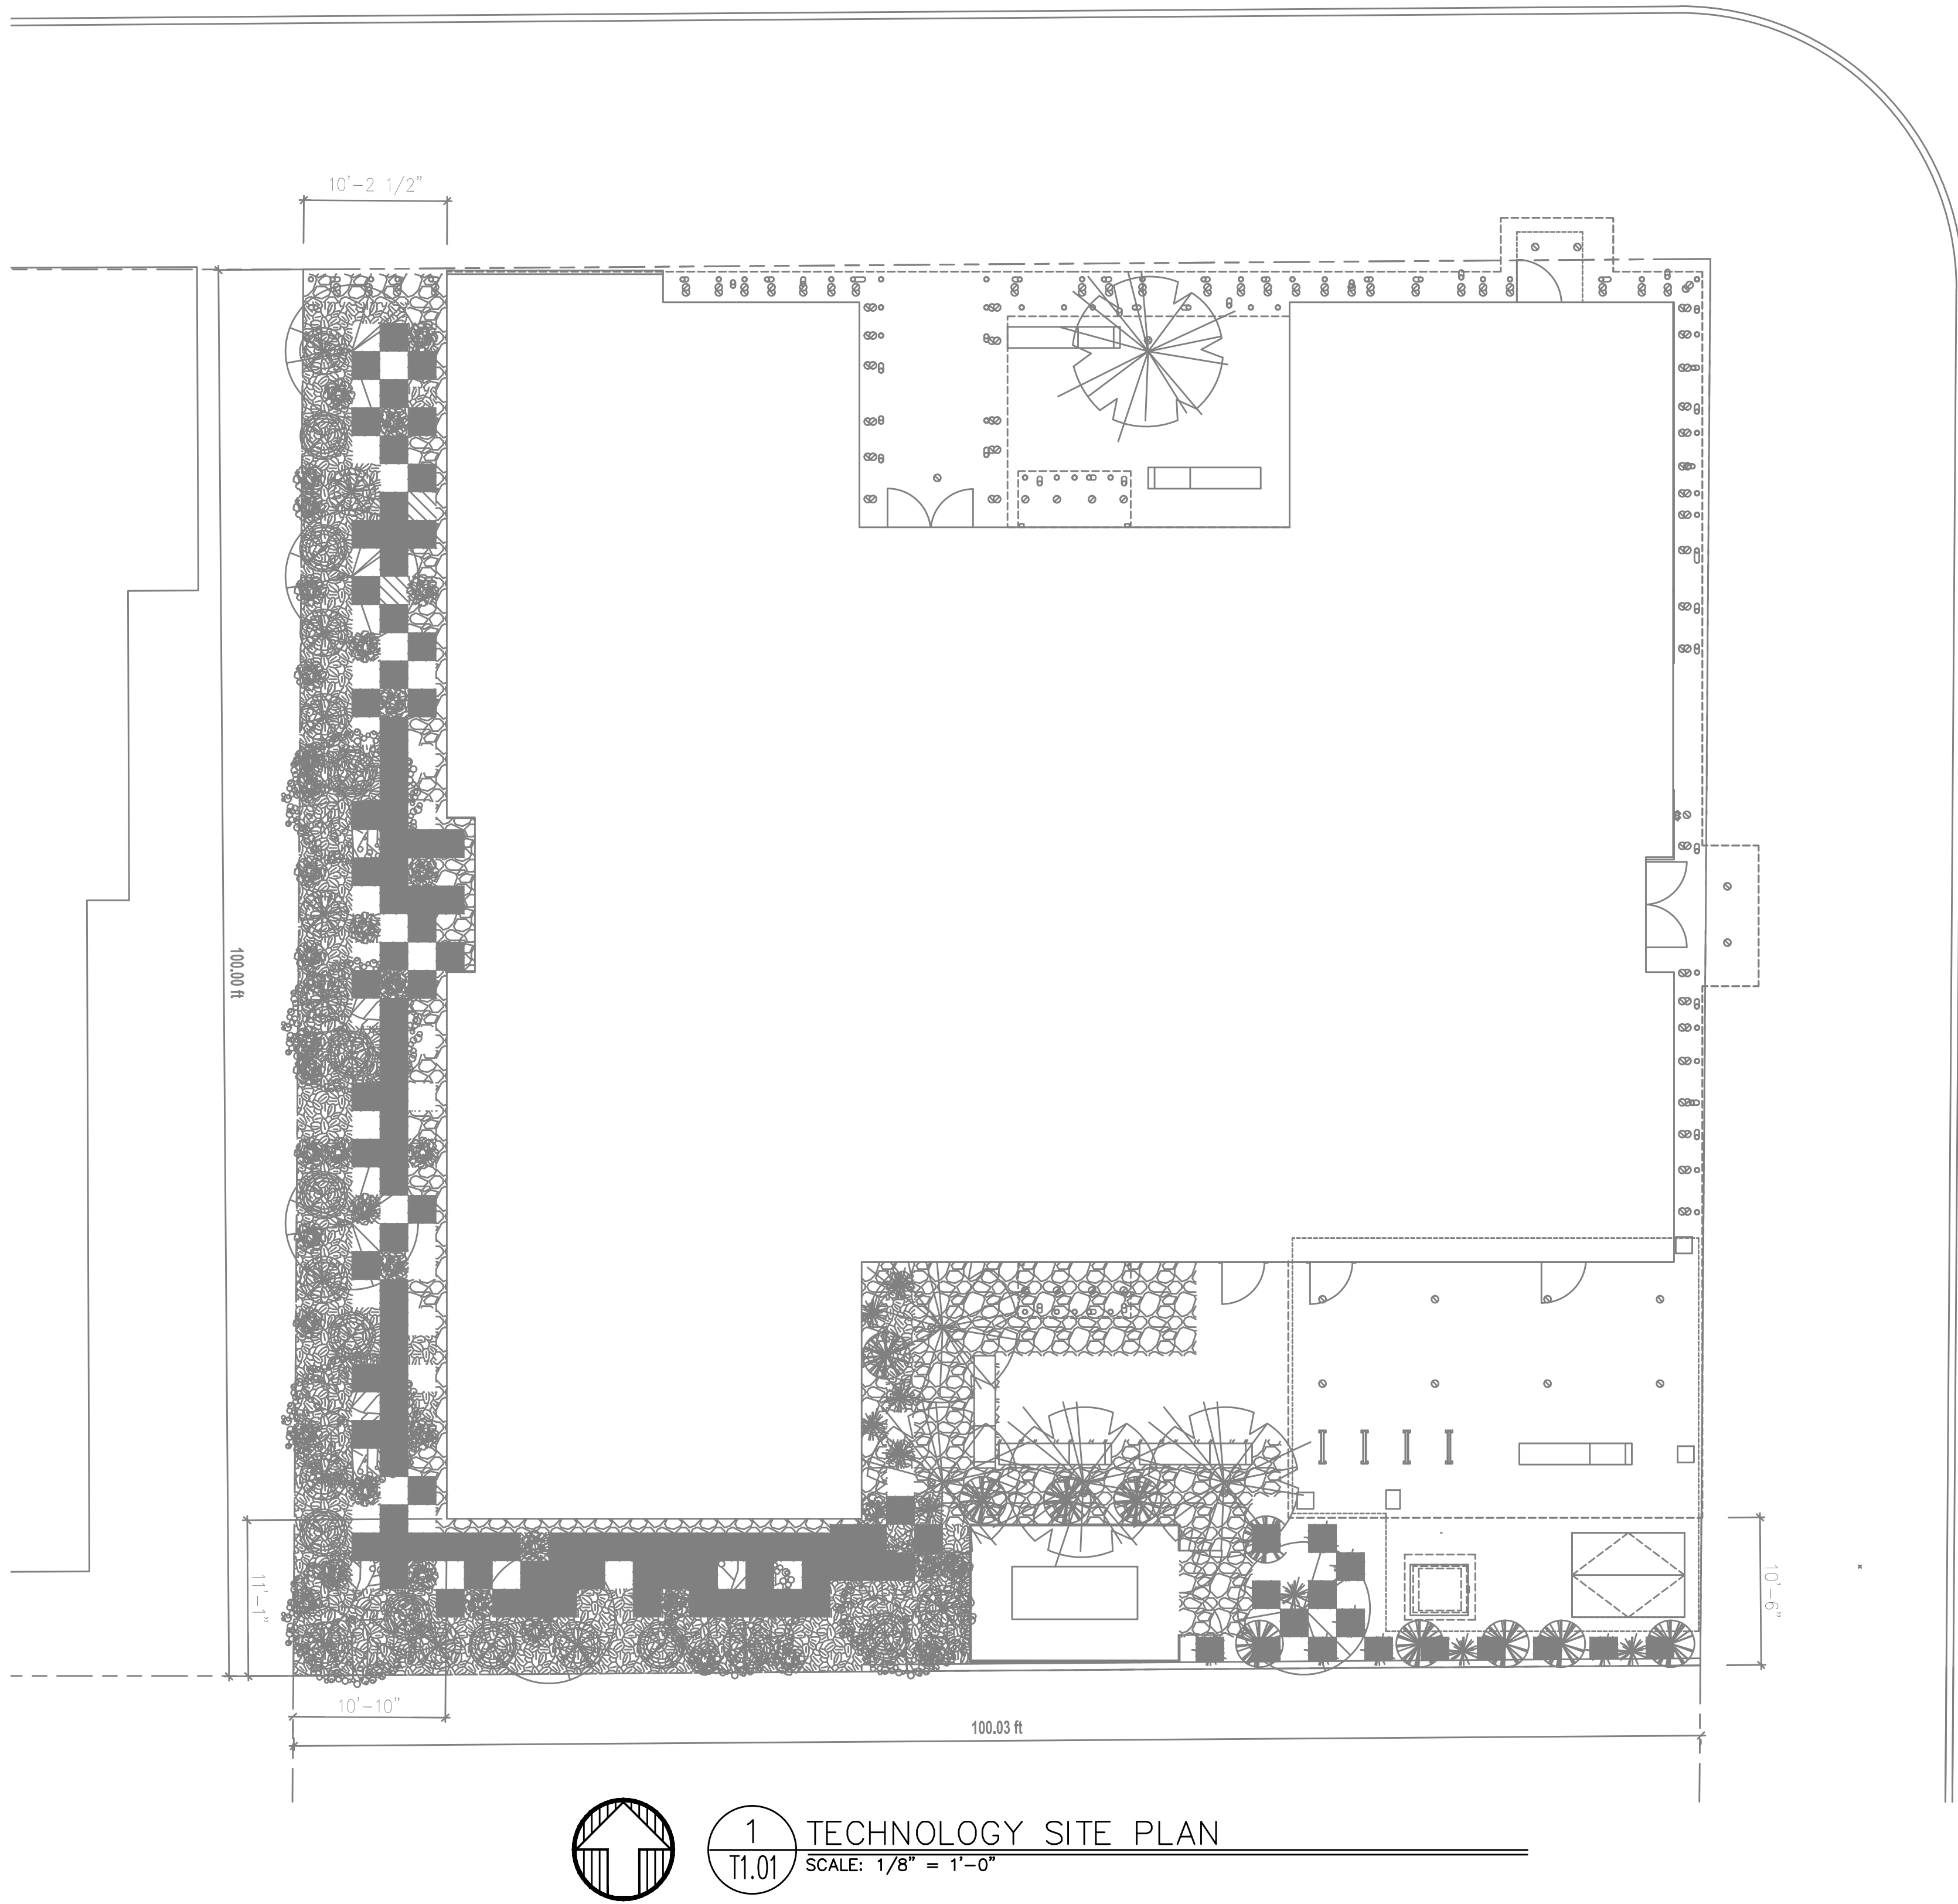 10'-2 1/2"
100.00 ft
11'-1"
10'-6"
10'-10"
100.03 ft
1
TECHNOLOGY SITE PLAN
T1.01
SCALE: 1/8" = 1'-0"